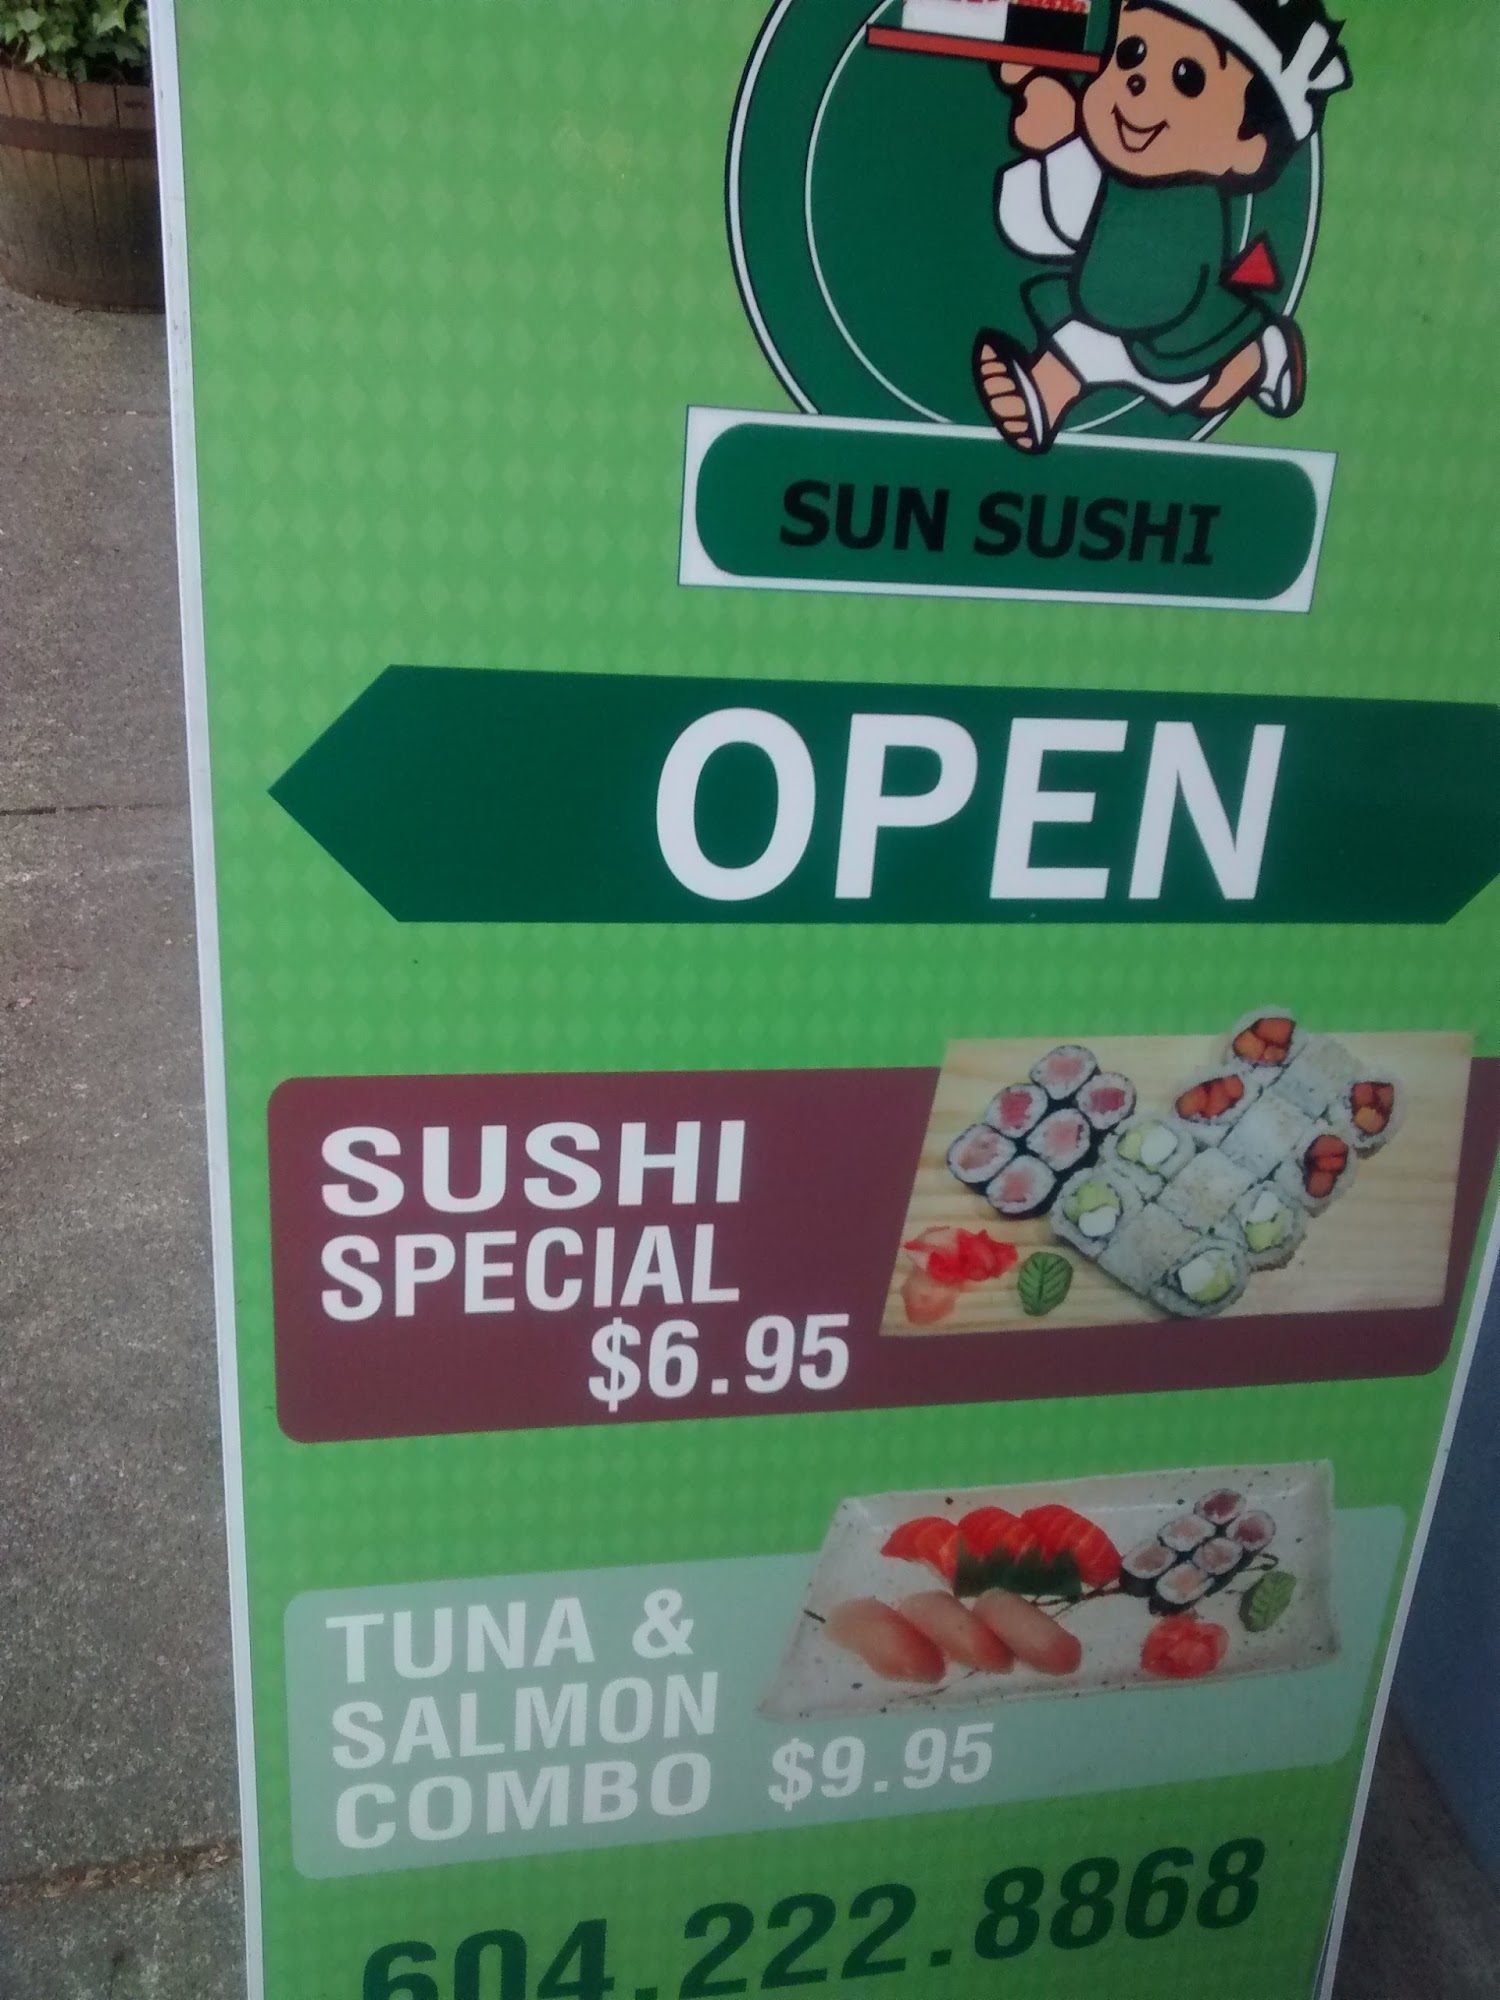 SUN SUSHI
OPEN
SUSHI
SPECIAL
$6.95
TUNA &
SALMON
COMBO $9.95
604.222.8868